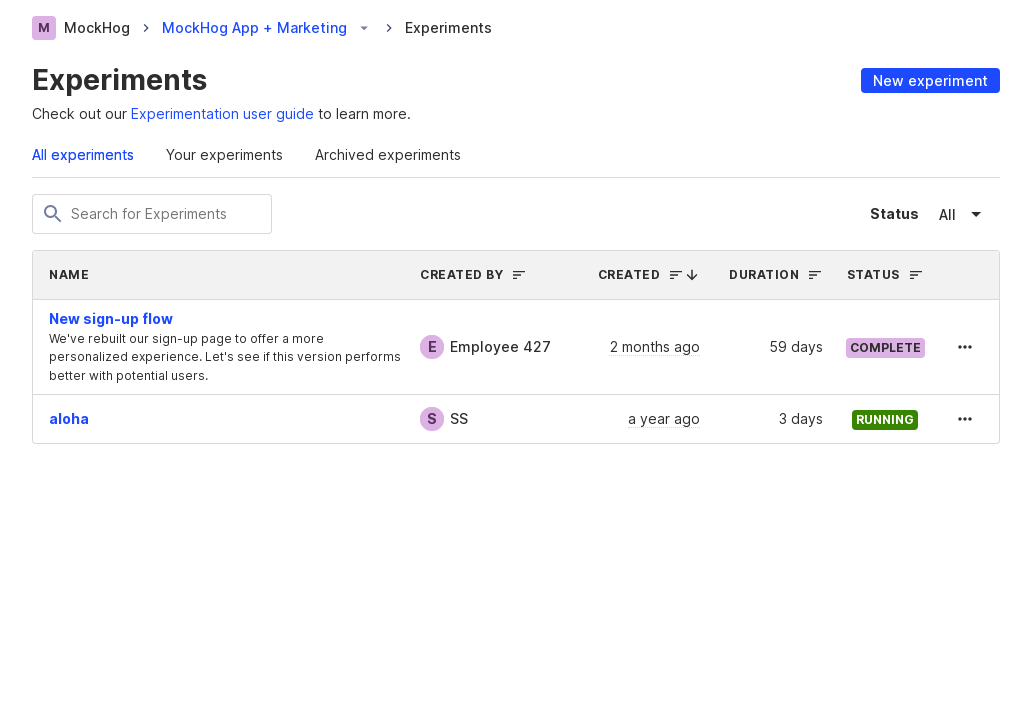 M MockHog MockHog App + Marketing Experiments
Experiments
New experiment
Check out our Experimentation user guide to learn more.
All experiments Your experiments Archived experiments
Search for Experiments
Status All
NAME CREATED BY CREATED DURATION STATUS
New sign-up flow
We've rebuilt our sign-up page to offer a more
personalized experience. Let's see if this version performs
better with potential users.
E Employee 427 2 months ago 59 days COMPLETE
aloha S SS a year ago 3 days RUNNING